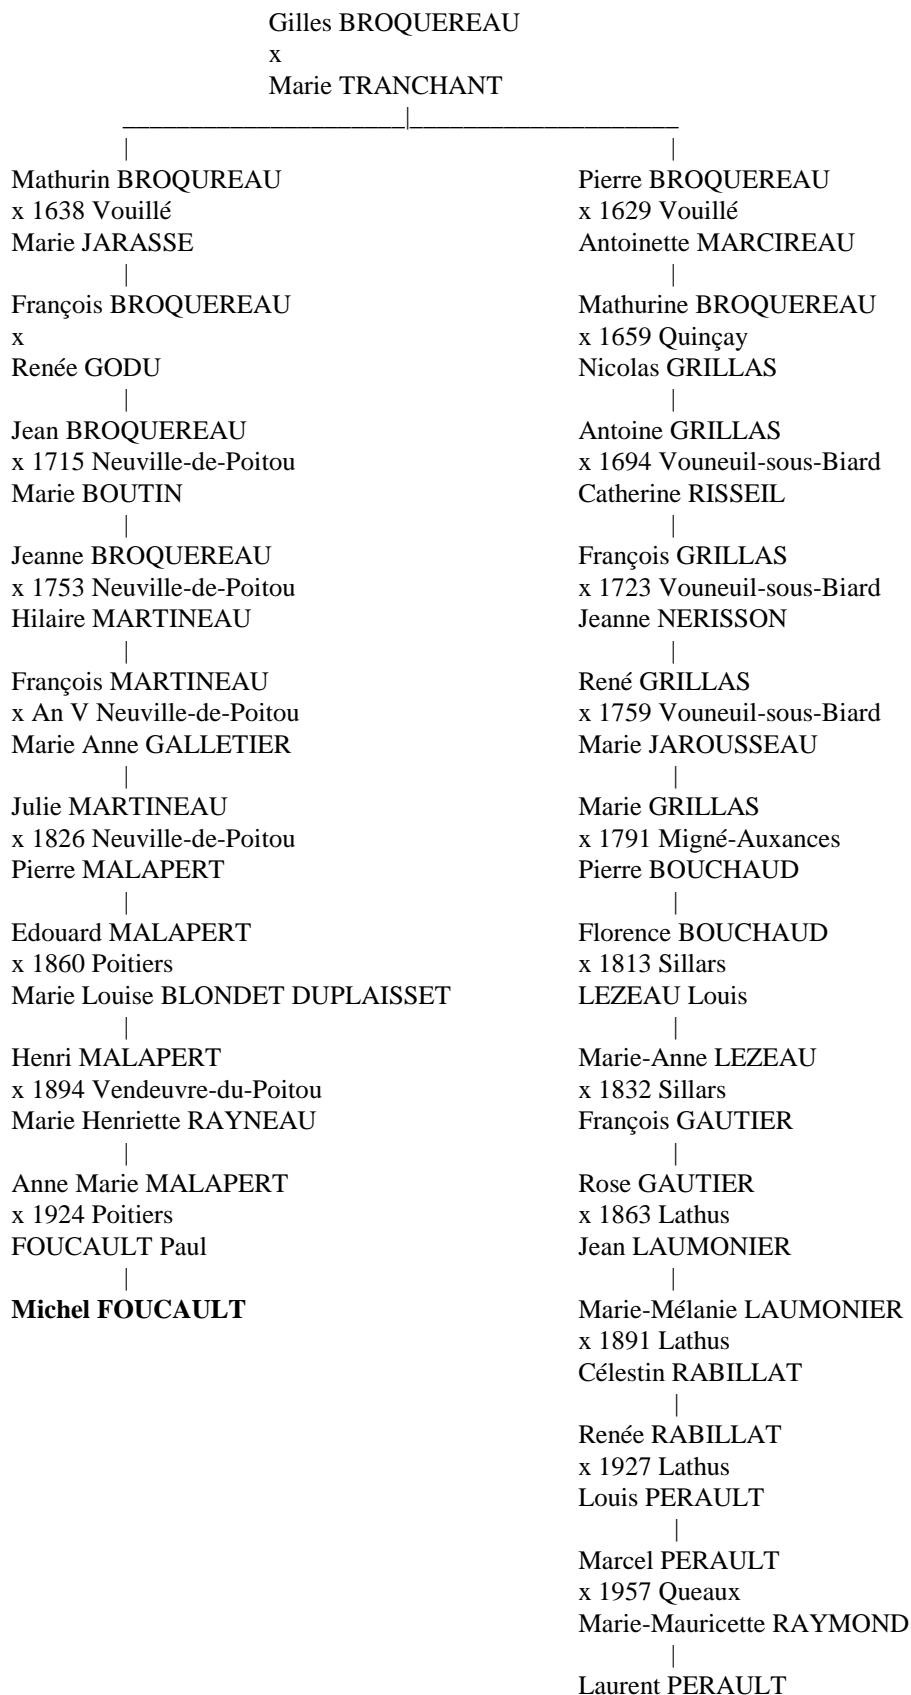 Gilles BROQUEREAU
x
Marie TRANCHANT
Mathurin BROQUREAU
x 1638 Vouillé
Marie JARASSE
François BROQUEREAU
x
Renée GODU
Jean BROQUEREAU
x 1715 Neuville-de-Poitou
Marie BOUTIN
Jeanne BROQUEREAU
x 1753 Neuville-de-Poitou
Hilaire MARTINEAU
François MARTINEAU
x An V Neuville-de-Poitou
Marie Anne GALLETIER
Julie MARTINEAU
x 1826 Neuville-de-Poitou
Pierre MALAPERT
Edouard MALAPERT
x 1860 Poitiers
Marie Louise BLONDET DUPLAISSET
Henri MALAPERT
x 1894 Vendeuvre-du-Poitou
Marie Henriette RAYNEAU
Anne Marie MALAPERT
x 1924 Poitiers
FOUCAULT Paul
Michel FOUCAULT
Pierre BROQUEREAU
x 1629 Vouillé
Antoinette MARCIREAU
Mathurine BROQUEREAU
x 1659 Quinçay
Nicolas GRILLAS
Antoine GRILLAS
x 1694 Vouneuil-sous-Biard
Catherine RISSEIL
François GRILLAS
x 1723 Vouneuil-sous-Biard
Jeanne NERISSON
René GRILLAS
x 1759 Vouneuil-sous-Biard
Marie JAROUSSEAU
Marie GRILLAS
x 1791 Migné-Auxances
Pierre BOUCHAUD
Florence BOUCHAUD
x 1813 Sillars
LEZEAU Louis
Marie-Anne LEZEAU
x 1832 Sillars
François GAUTIER
Rose GAUTIER
x 1863 Lathus
Jean LAUMONIER
Marie-Mélanie LAUMONIER
x 1891 Lathus
Célestin RABILLAT
Renée RABILLAT
x 1927 Lathus
Louis PERAULT
Marcel PERAULT
x 1957 Queaux
Marie-Mauricette RAYMOND
Laurent PERAULT